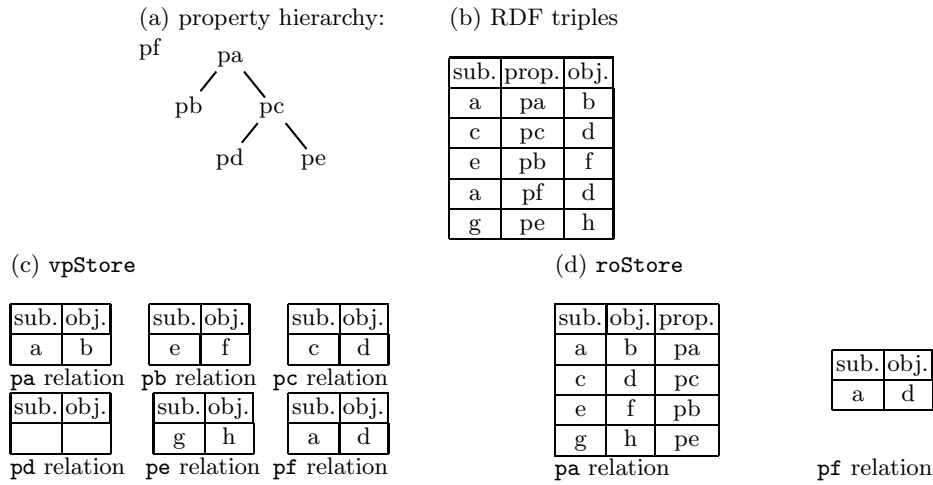 (a) property hierarchy:
pf
pa
pb pc
pd pe
(b) RDF triples
sub. prop. obj.
a pa b
c pc d
e pb f
a pf d
g pe h
(c) vpStore
sub. obj.
a b
pa relation
sub. obj.
e f
pb relation
sub. obj.
c d
pc relation
sub. obj.
pd relation
sub. obj.
g h
pe relation
sub. obj.
a d
pf relation
(d) roStore
sub. obj. prop.
a b pa
c d pc
e f pb
g h pe
pa relation
sub. obj.
a d
pf relation